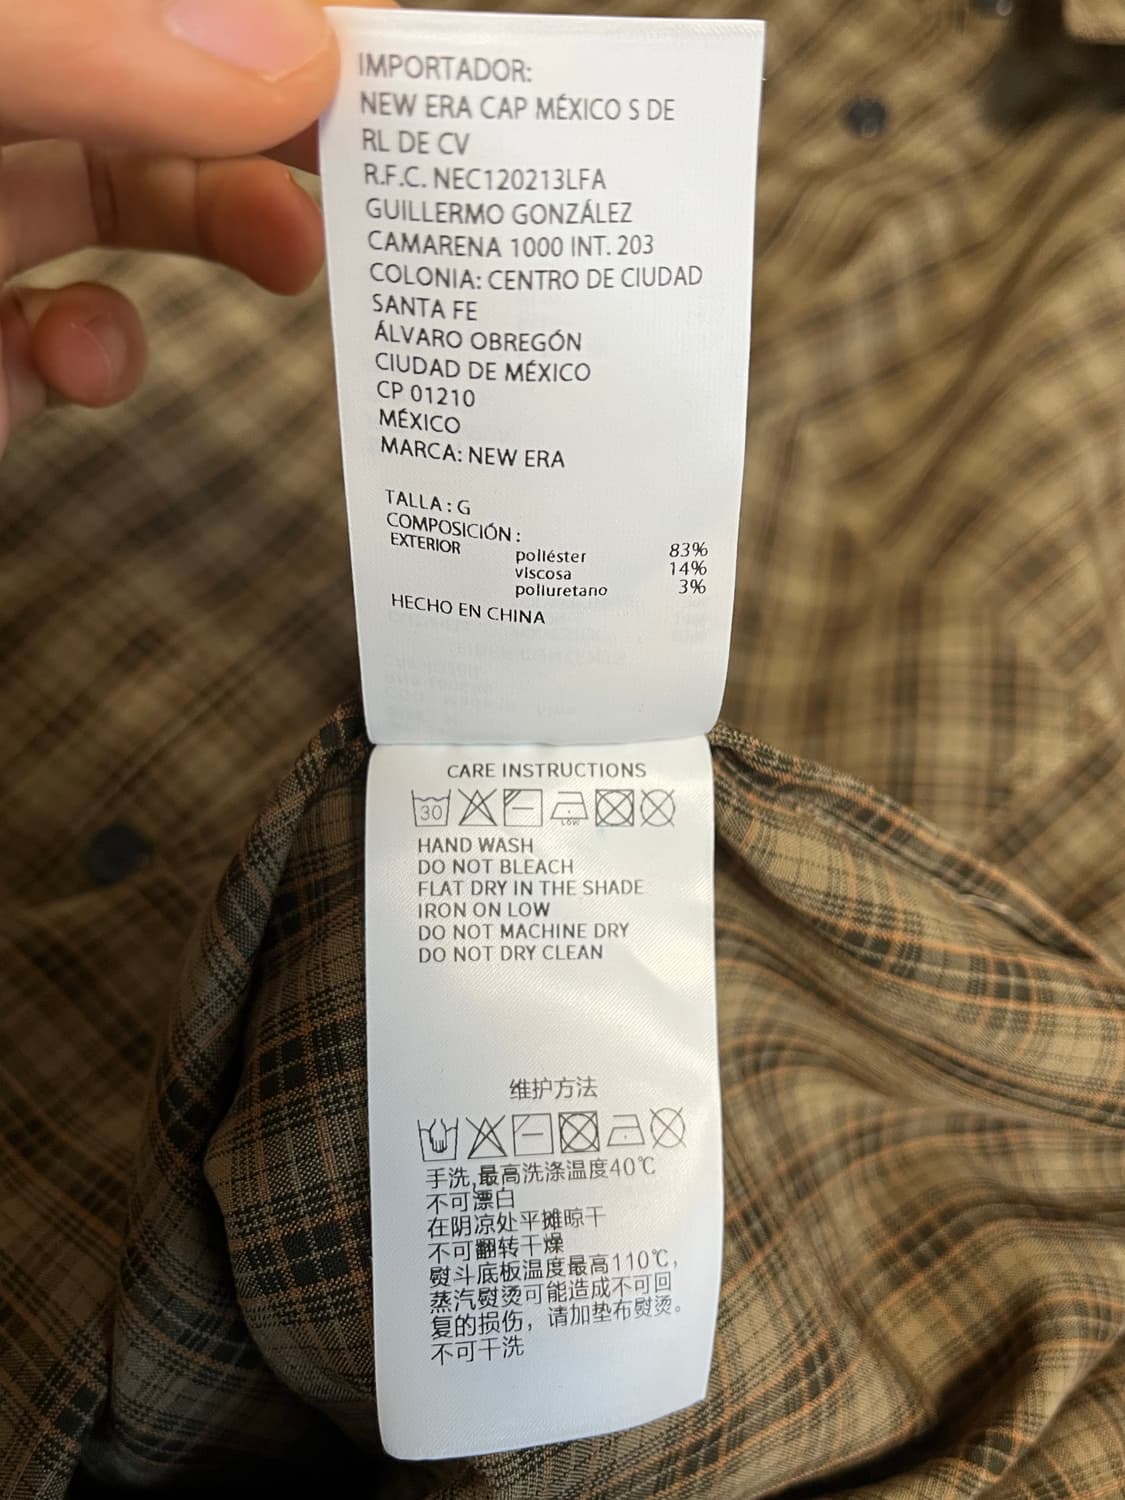 IMPORTADOR:
NEW ERA CAP MÉXICO S DE
RL DE CV
R.F.C. NEC120213LFA
GUILLERMO GONZÁLEZ
CAMARENA 1000 INT. 203
COLONIA: CENTRO DE CIUDAD
SANTA FE
ÁLVARO OBREGÓN
CIUDAD DE MÉXICO
CP 01210
MÉXICO
MARCA: NEW ERA
TALLA : G
COMPOSICIÓN :
EXTERIOR poliéster 83%
viscosa 14%
poliuretano 3%
HECHO EN CHINA
CARE INSTRUCTIONS
30
LOW
HAND WASH
DO NOT BLEACH
FLAT DRY IN THE SHADE
IRON ON LOW
DO NOT MACHINE DRY
DO NOT DRY CLEAN
维护方法
手洗,最高洗涤温度40℃
不可漂白
在阴凉处平摊晾干
不可翻转干燥
熨斗底板温度最高110℃，
蒸汽熨烫可能造成不可回
复的损伤，请加垫布熨烫。
不可干洗